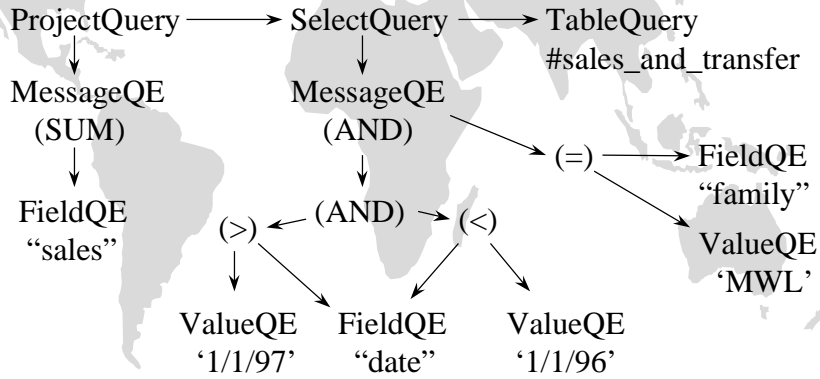 ProjectQuery SelectQuery TableQuery
#sales_and_transfer
MessageQE MessageQE
(SUM) (AND)
(=) FieldQE
“family”
FieldQE (>) (AND) (<)
“sales” ValueQE
‘MWL’
ValueQE FieldQE ValueQE
‘1/1/97’ “date” ‘1/1/96’